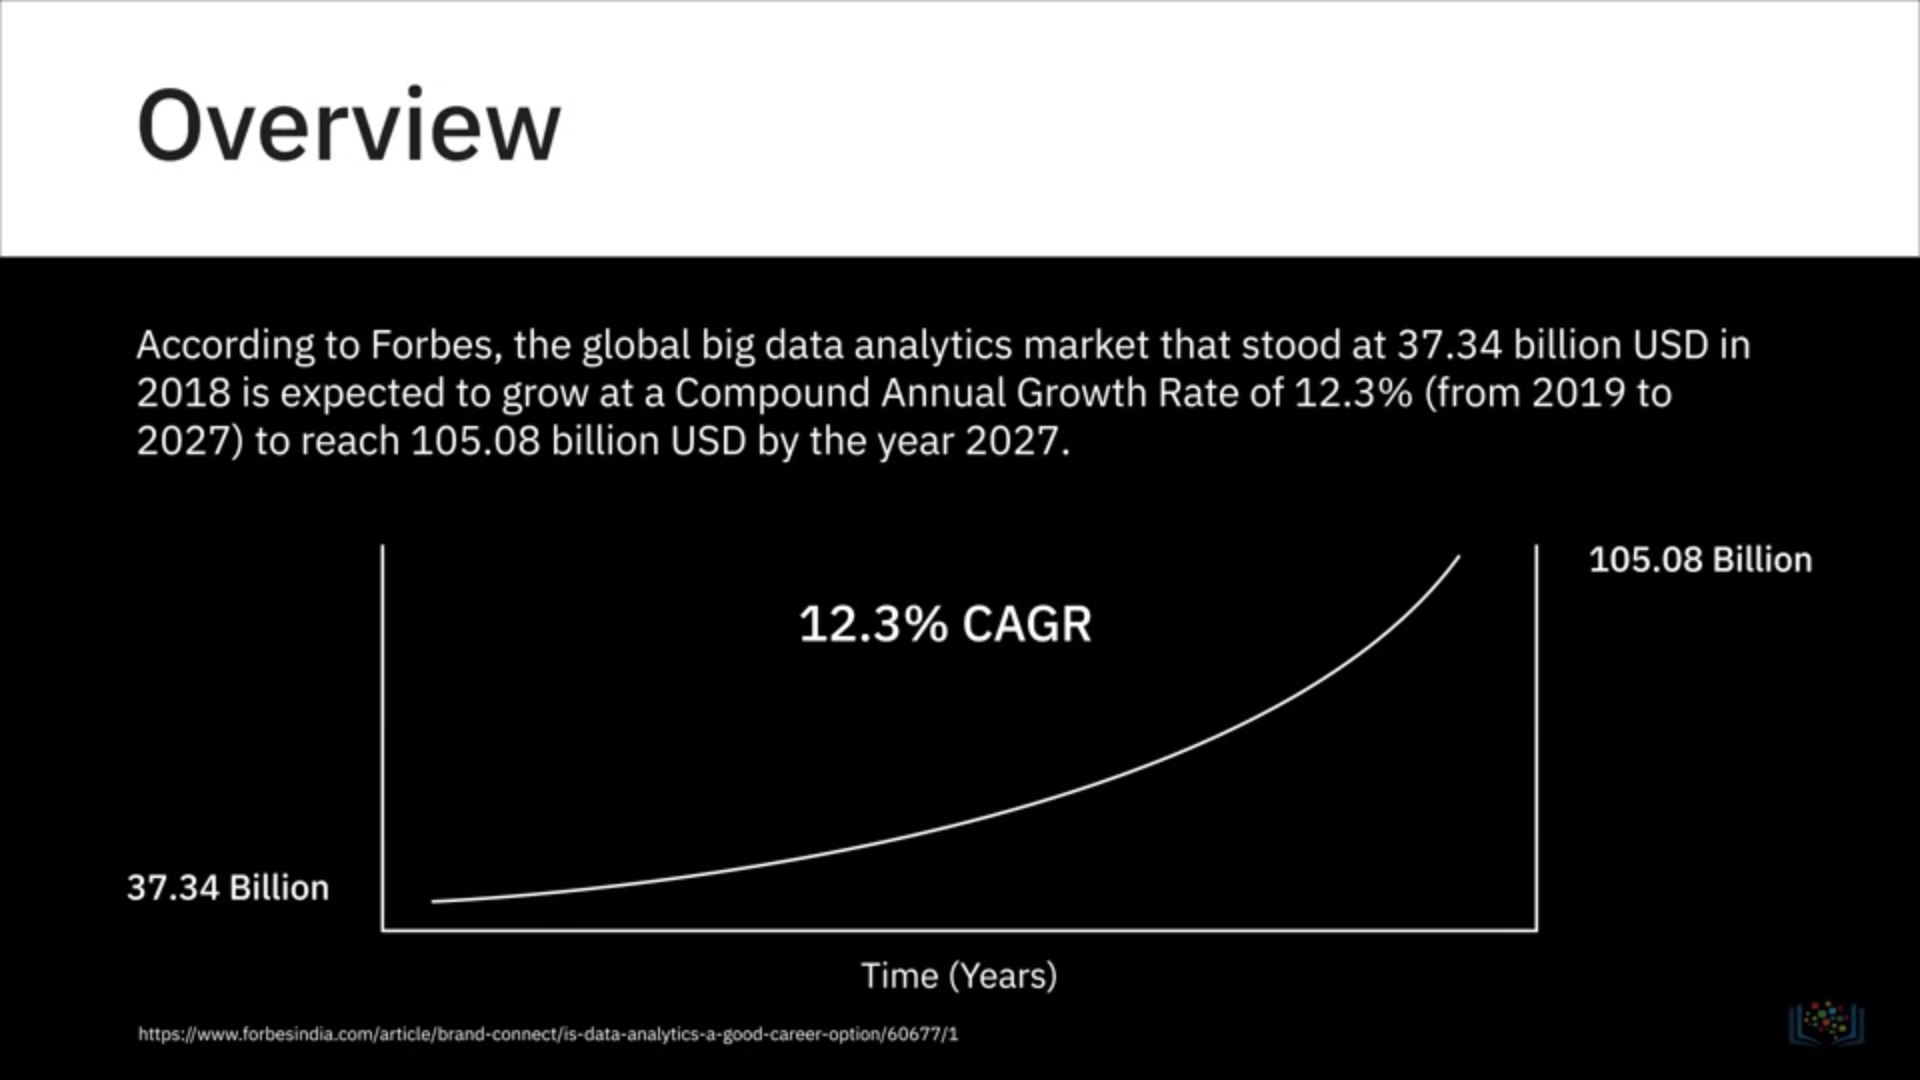 Overview
According to Forbes, the global big data analytics market that stood at 37.34 billion USD in
2018 is expected to grow at a Compound Annual Growth Rate of 12.3% (from 2019 to
2027) to reach 105.08 billion USD by the year 2027.
105.08 Billion
12.3% CAGR
37.34 Billion
Time (Years)
https://www.forbesindia.com/article/brand-connect/is-data-analytics-a-good-career-option/60677/1